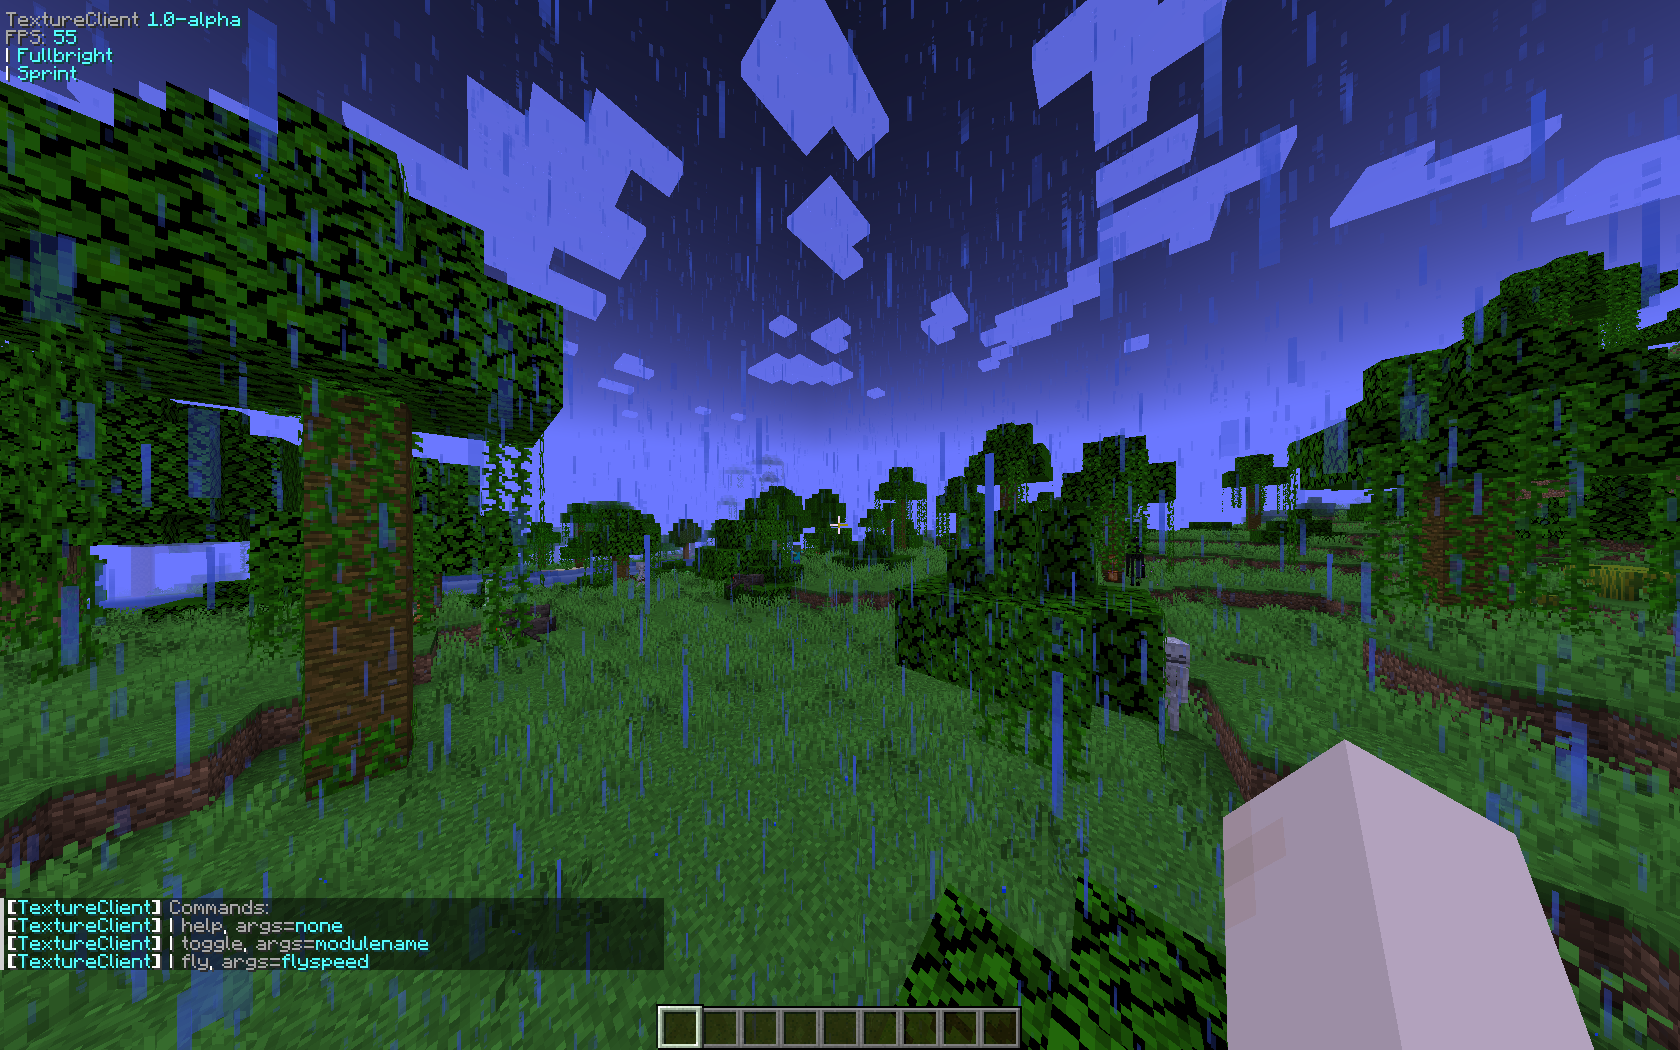 TextureClient 1.0-alpha
FPS: 55
| Fullbright
| Sprint
[TextureClient] Commands:
[TextureClient] | help, args=none
[TextureClient] | toggle, args=modulename
[TextureClient] | fly, args=flyspeed